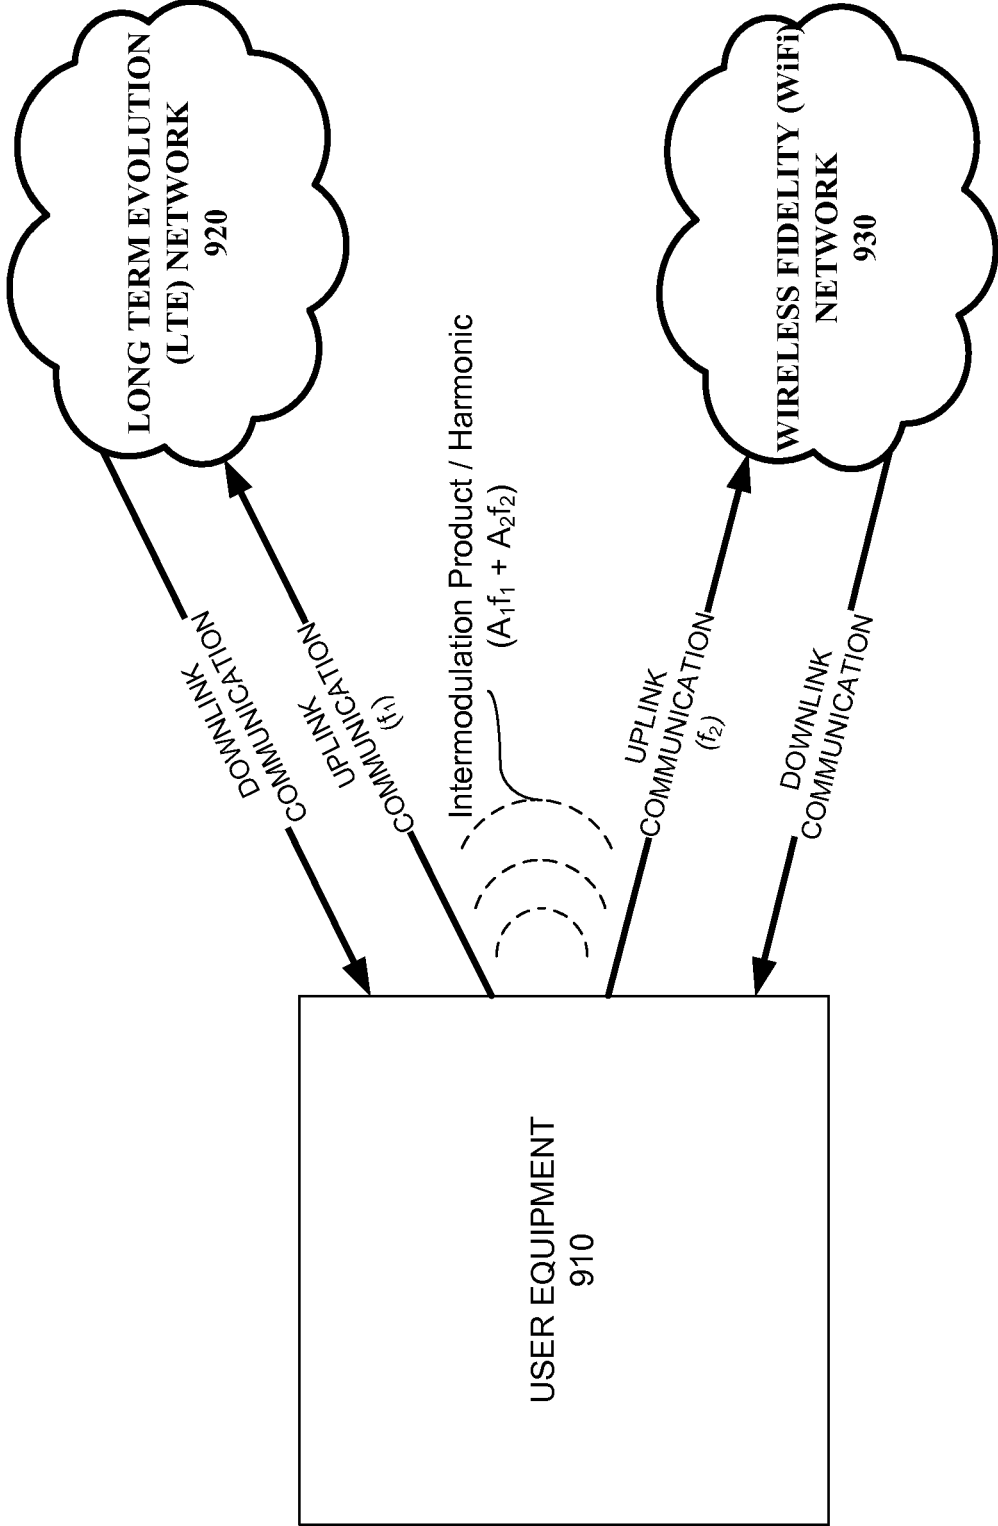 LONG TERM EVOLUTION
(LTE) NETWORK
920
DOWNLINK
COMMUNICATION
UPLINK
COMMUNICATION
(f₁)
Intermodulation Product / Harmonic
(A₁f₁ + A₂f₂)
USER EQUIPMENT
910
UPLINK
COMMUNICATION
(f₂)
DOWNLINK
COMMUNICATION
WIRELESS FIDELITY (WiFi)
NETWORK
930